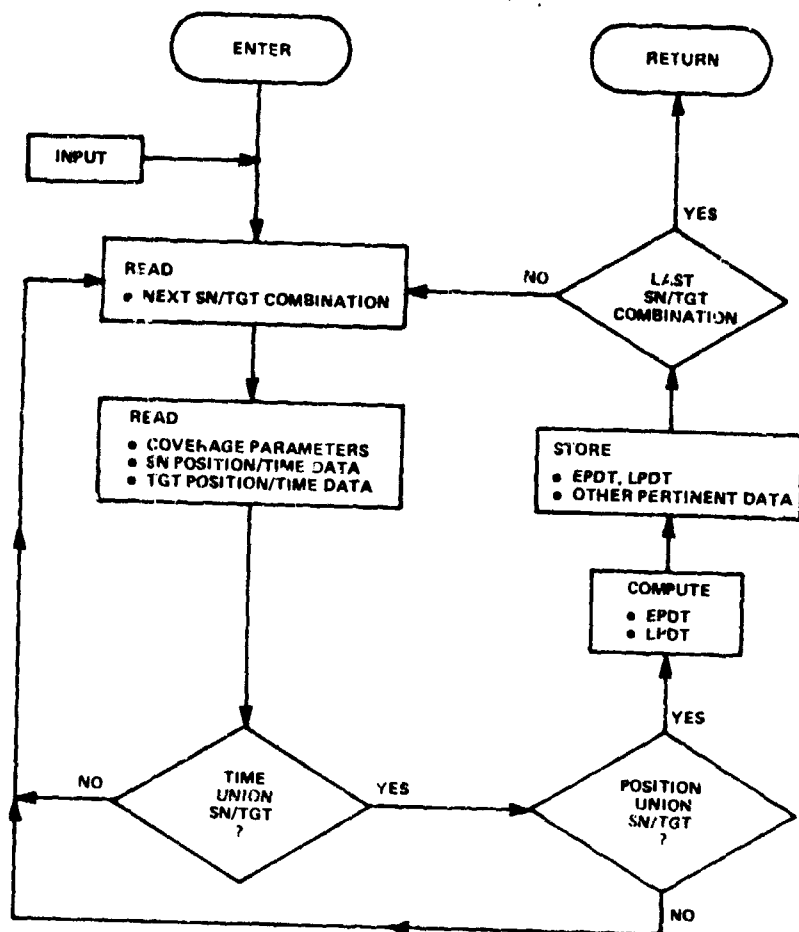 ENTER
RETURN
INPUT
YES
READ
• NEXT SN/TGT COMBINATION
NO
LAST
SN/TGT
COMBINATION
READ
• COVERAGE PARAMETERS
• SN POSITION/TIME DATA
• TGT POSITION/TIME DATA
STORE
• EPDT, LPDT
• OTHER PERTINENT DATA
COMPUTE
• EPDT
• LPDT
YES
NO
TIME
UNION
SN/TGT
?
YES
POSITION
UNION
SN/TGT
?
NO